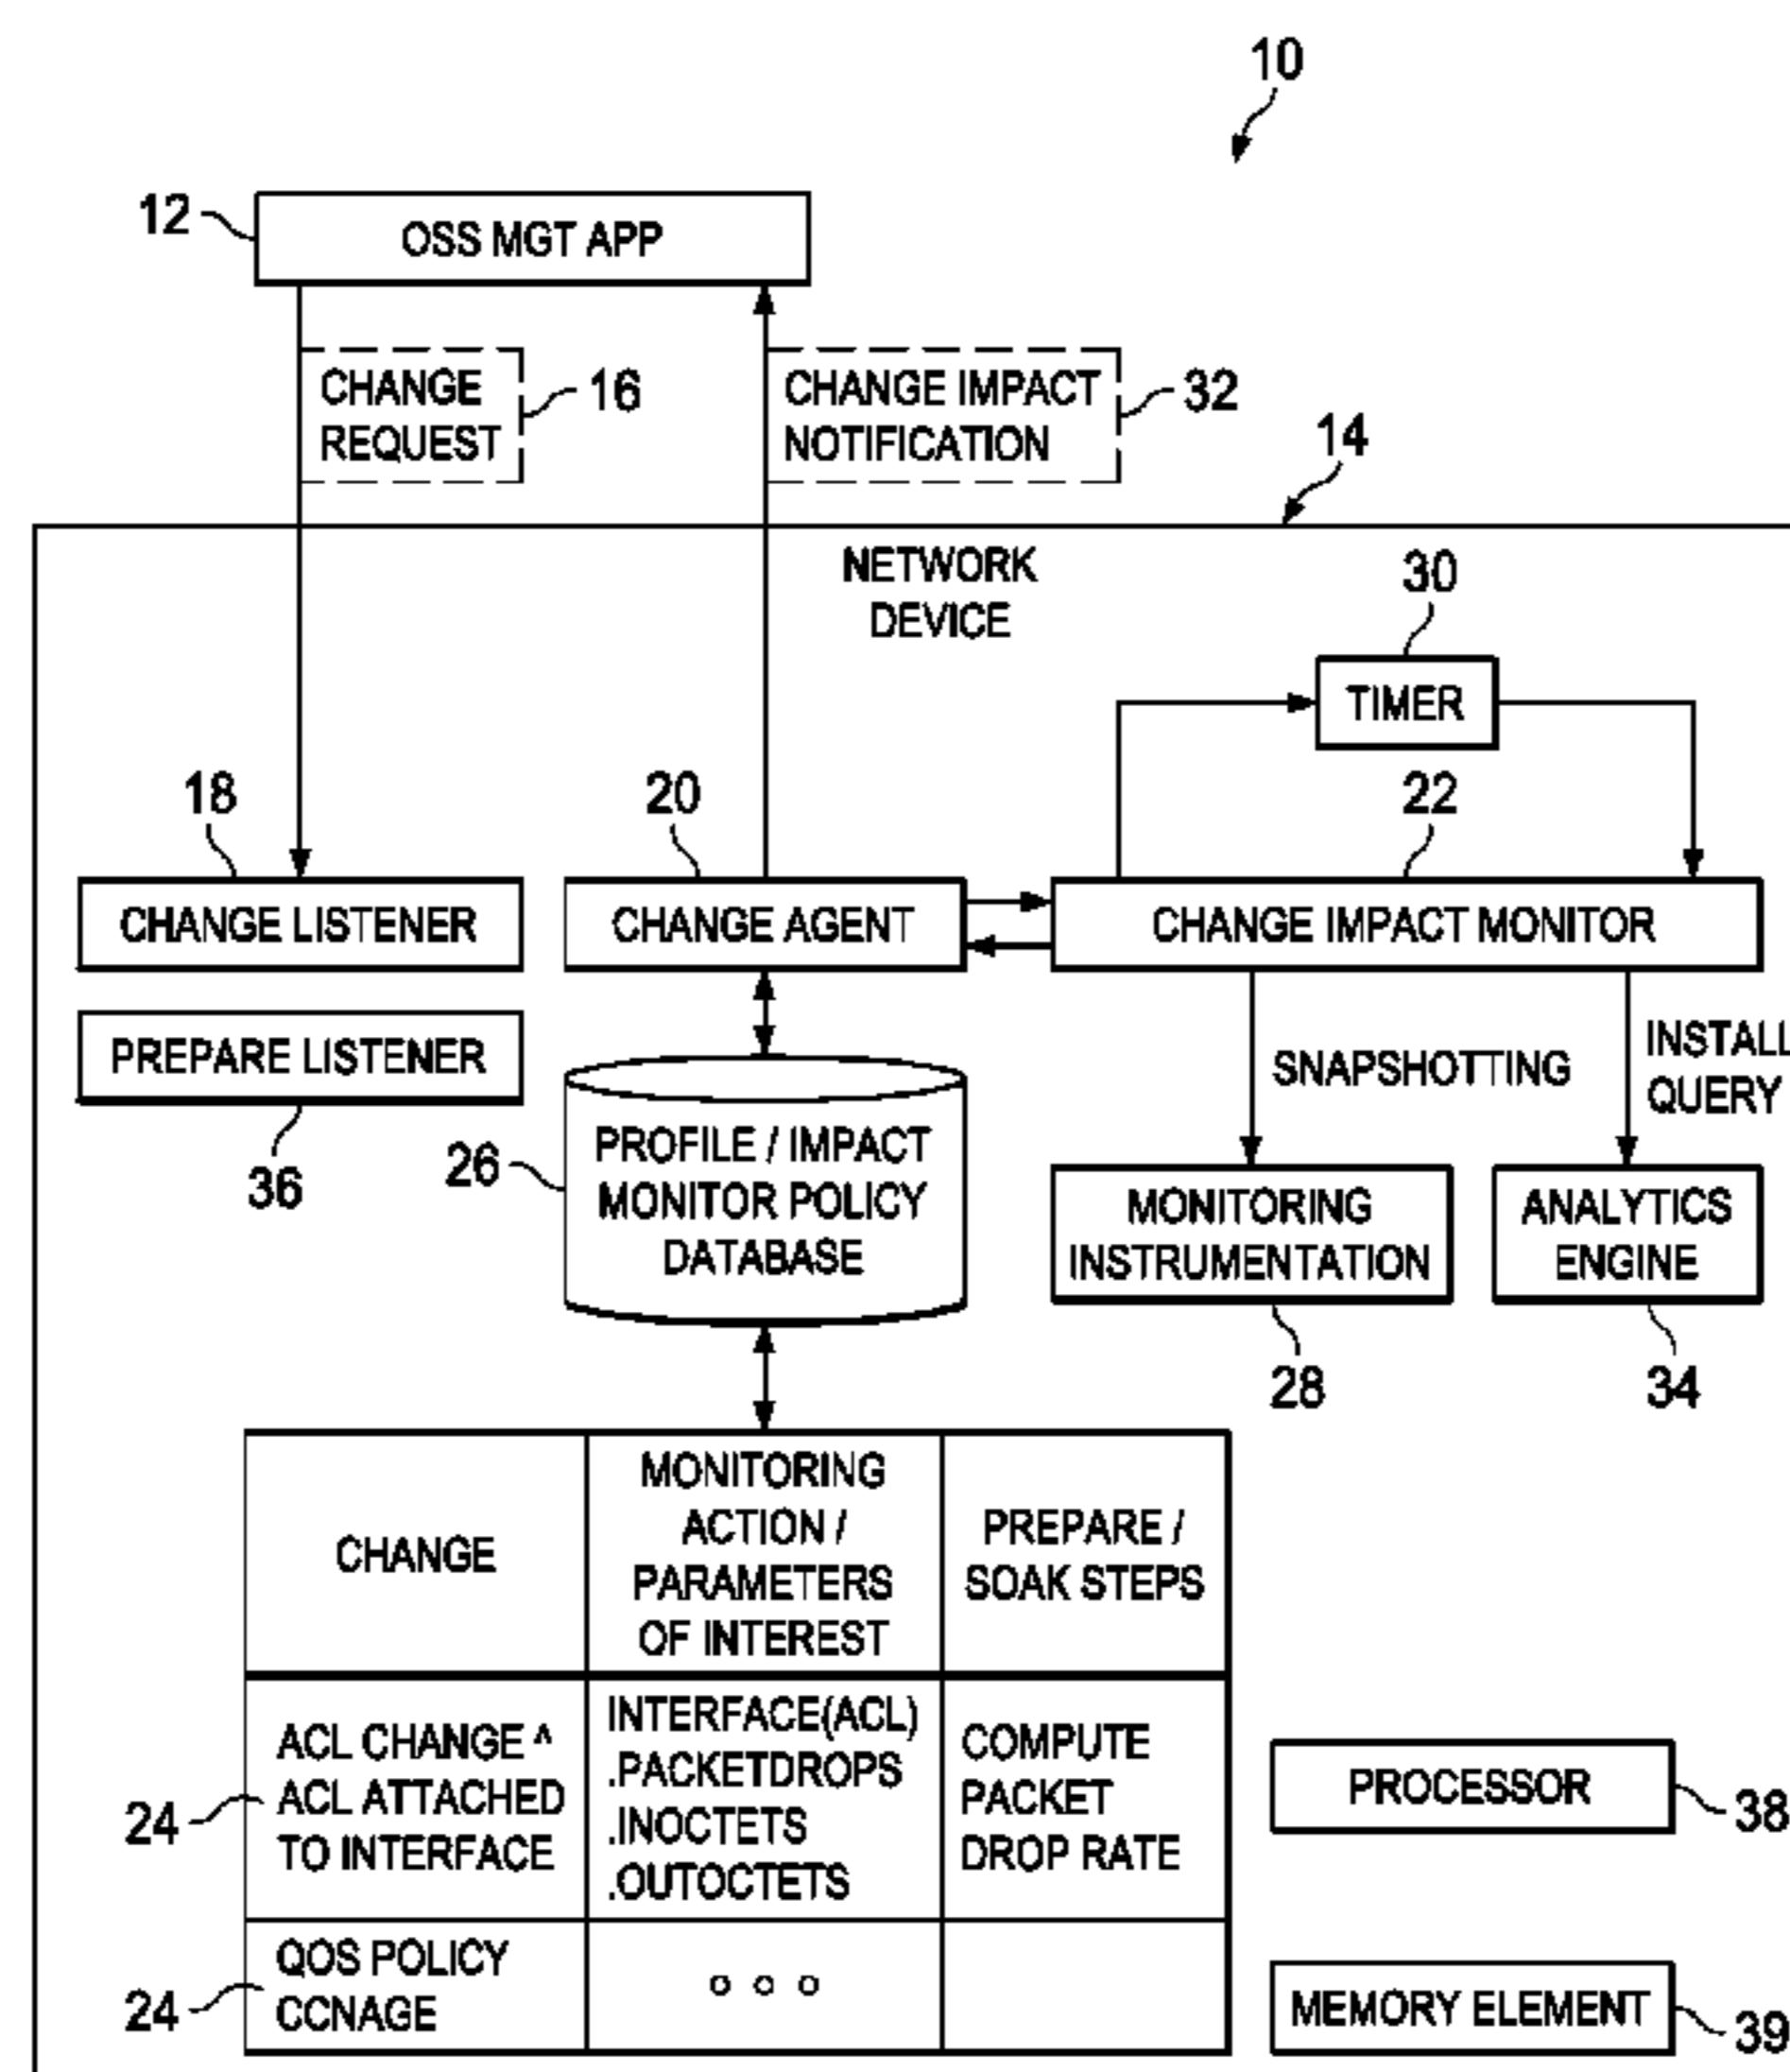 10
12
OSS MGT APP
CHANGE
REQUEST
16
CHANGE IMPACT
NOTIFICATION
32
14
NETWORK
DEVICE
30
TIMER
18
20
22
CHANGE LISTENER
CHANGE AGENT
CHANGE IMPACT MONITOR
PREPARE LISTENER
36
SNAPSHOTTING
INSTALL
QUERY
26
PROFILE / IMPACT
MONITOR POLICY
DATABASE
MONITORING
INSTRUMENTATION
28
ANALYTICS
ENGINE
34
CHANGE
MONITORING
ACTION /
PARAMETERS
OF INTEREST
PREPARE /
SOAK STEPS
24
ACL CHANGE ^
ACL ATTACHED
TO INTERFACE
INTERFACE(ACL)
.PACKETDROPS
.INOCTETS
.OUTOCTETS
COMPUTE
PACKET
DROP RATE
PROCESSOR
38
24
QOS POLICY
CCNAGE
MEMORY ELEMENT
39